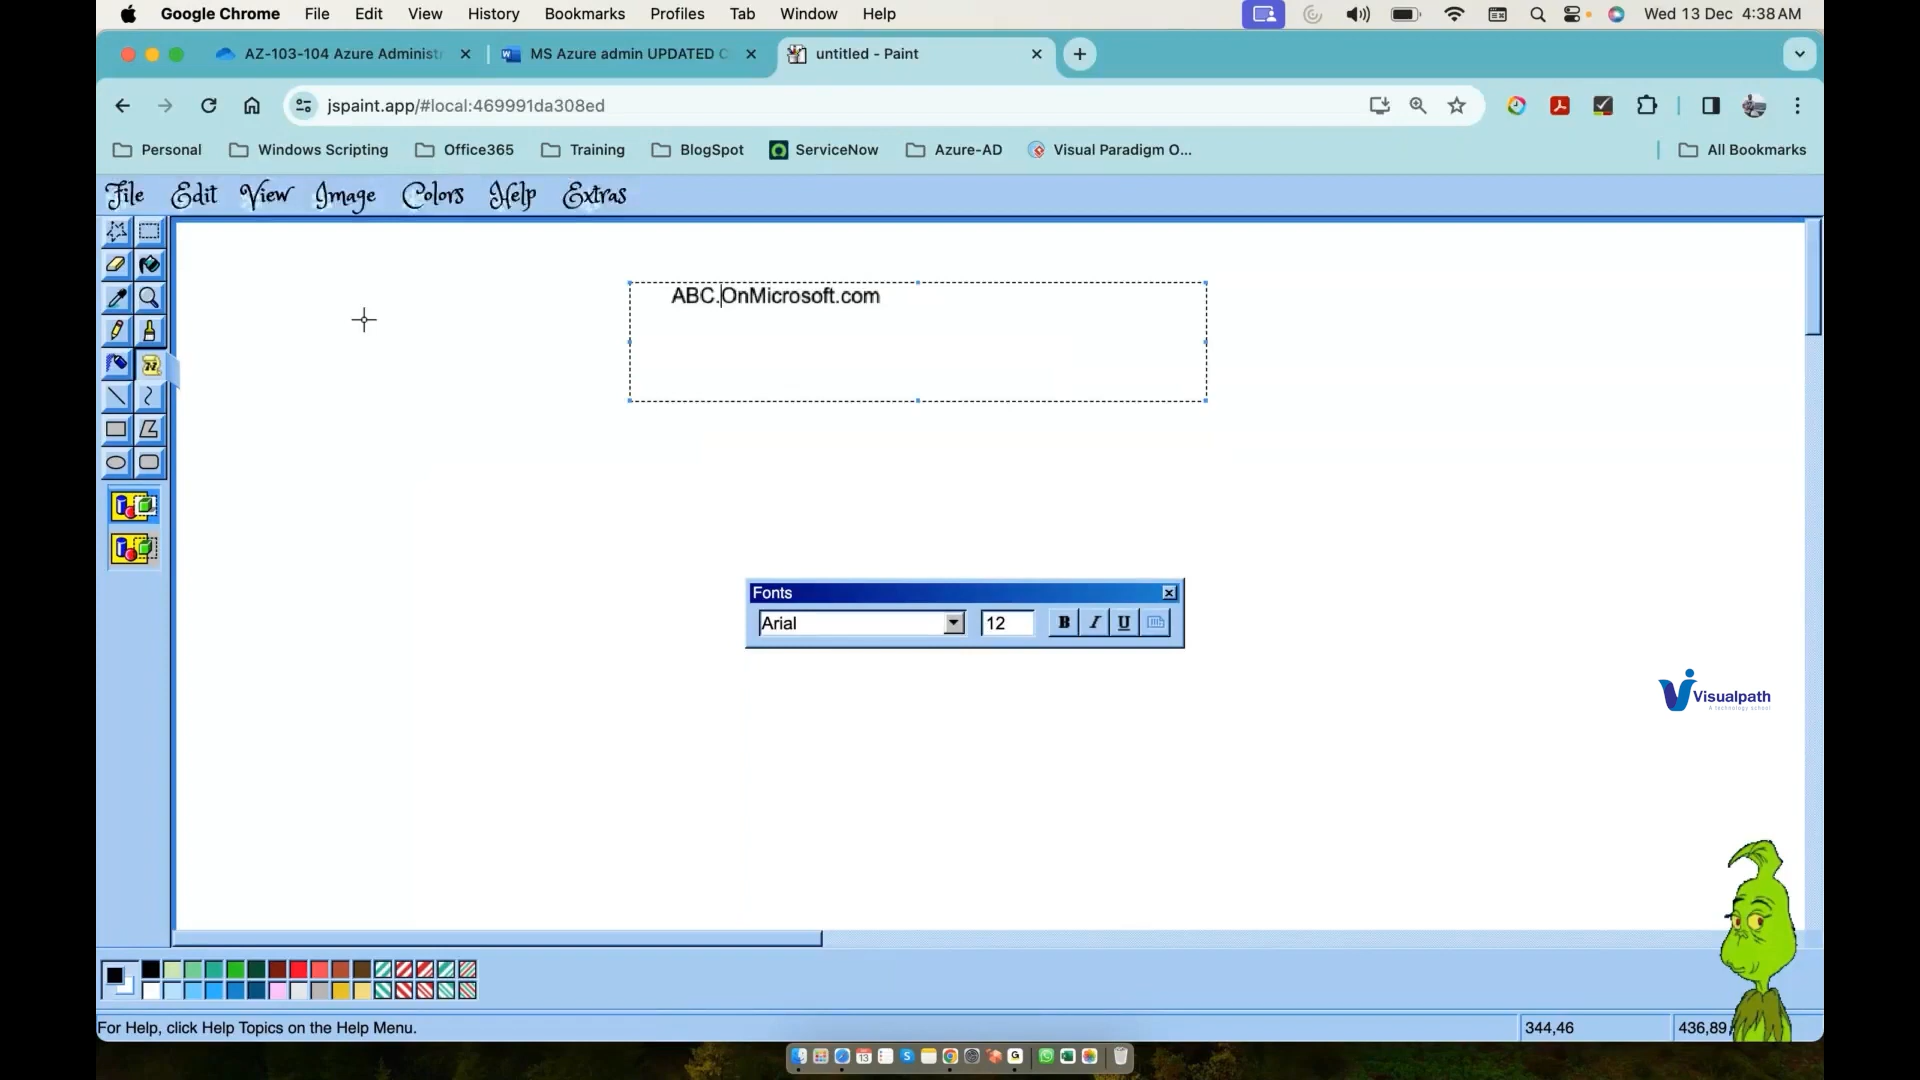 Google Chrome File Edit View History Bookmarks Profiles Tab Window Help Wed 13 Dec 4:38 AM
AZ-103-104 Azure Administr MS Azure admin UPDATED C untitled - Paint
jspaint.app/#local:469991da308ed
Personal Windows Scripting Office365 Training BlogSpot ServiceNow Azure-AD Visual Paradigm O... All Bookmarks
File Edit View Image Colors Help Extras
ABC.OnMicrosoft.com
Fonts
Arial 12 B I U
Visualpath
A technology school
For Help, click Help Topics on the Help Menu. 344,46 436,89